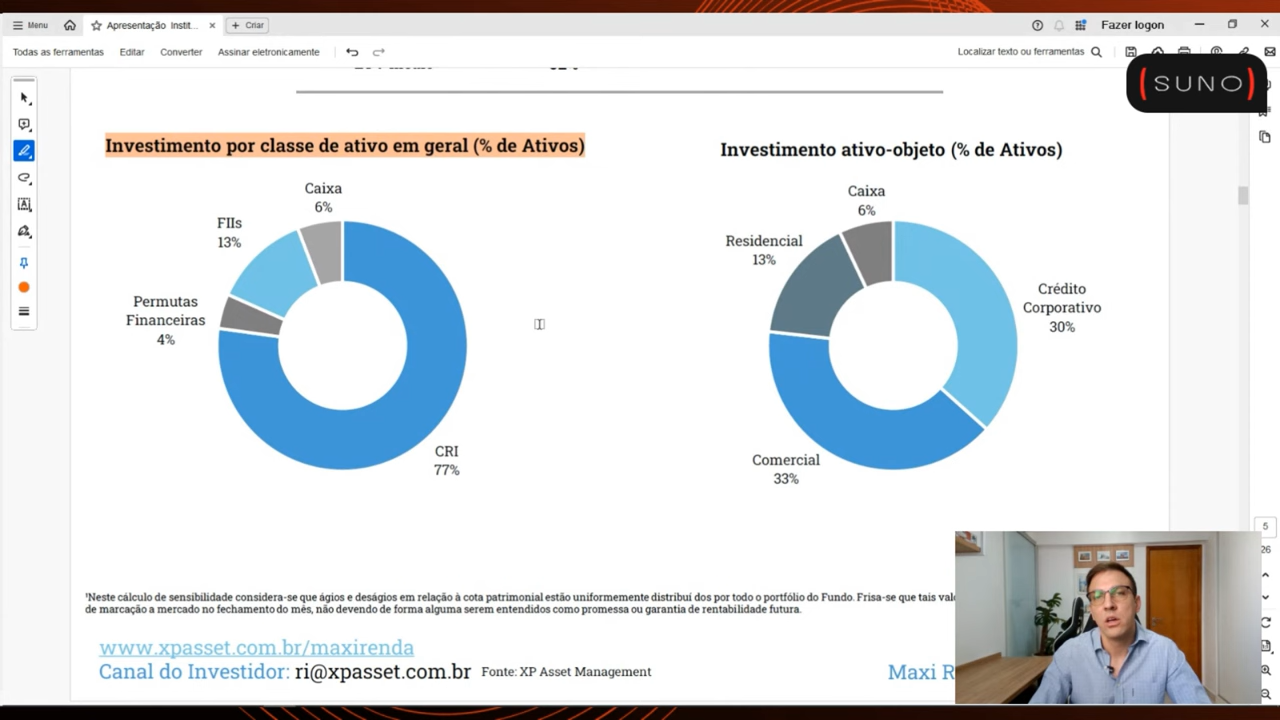 Menu
Apresentação Instit...
Criar
Fazer logon
Todas as ferramentas
Editar
Converter
Assinar eletronicamente
Localizar texto ou ferramentas
(SUNO)
Investimento por classe de ativo em geral (% de Ativos)
Caixa
6%
FIIs
13%
Permutas
Financeiras
4%
CRI
77%
Investimento ativo-objeto (% de Ativos)
Caixa
6%
Residencial
13%
Crédito
Corporativo
30%
Comercial
33%
5
26
¹Neste cálculo de sensibilidade considera-se que ágios e deságios em relação à cota patrimonial estão uniformemente distribuí dos por todo o portfólio do Fundo. Frisa-se que tais
de marcação a mercado no fechamento do mês, não devendo de forma alguma serem entendidos como promessa ou garantia de rentabilidade futura.
www.xpasset.com.br/maxirenda
Canal do Investidor: ri@xpasset.com.br
Fonte: XP Asset Management
Maxi